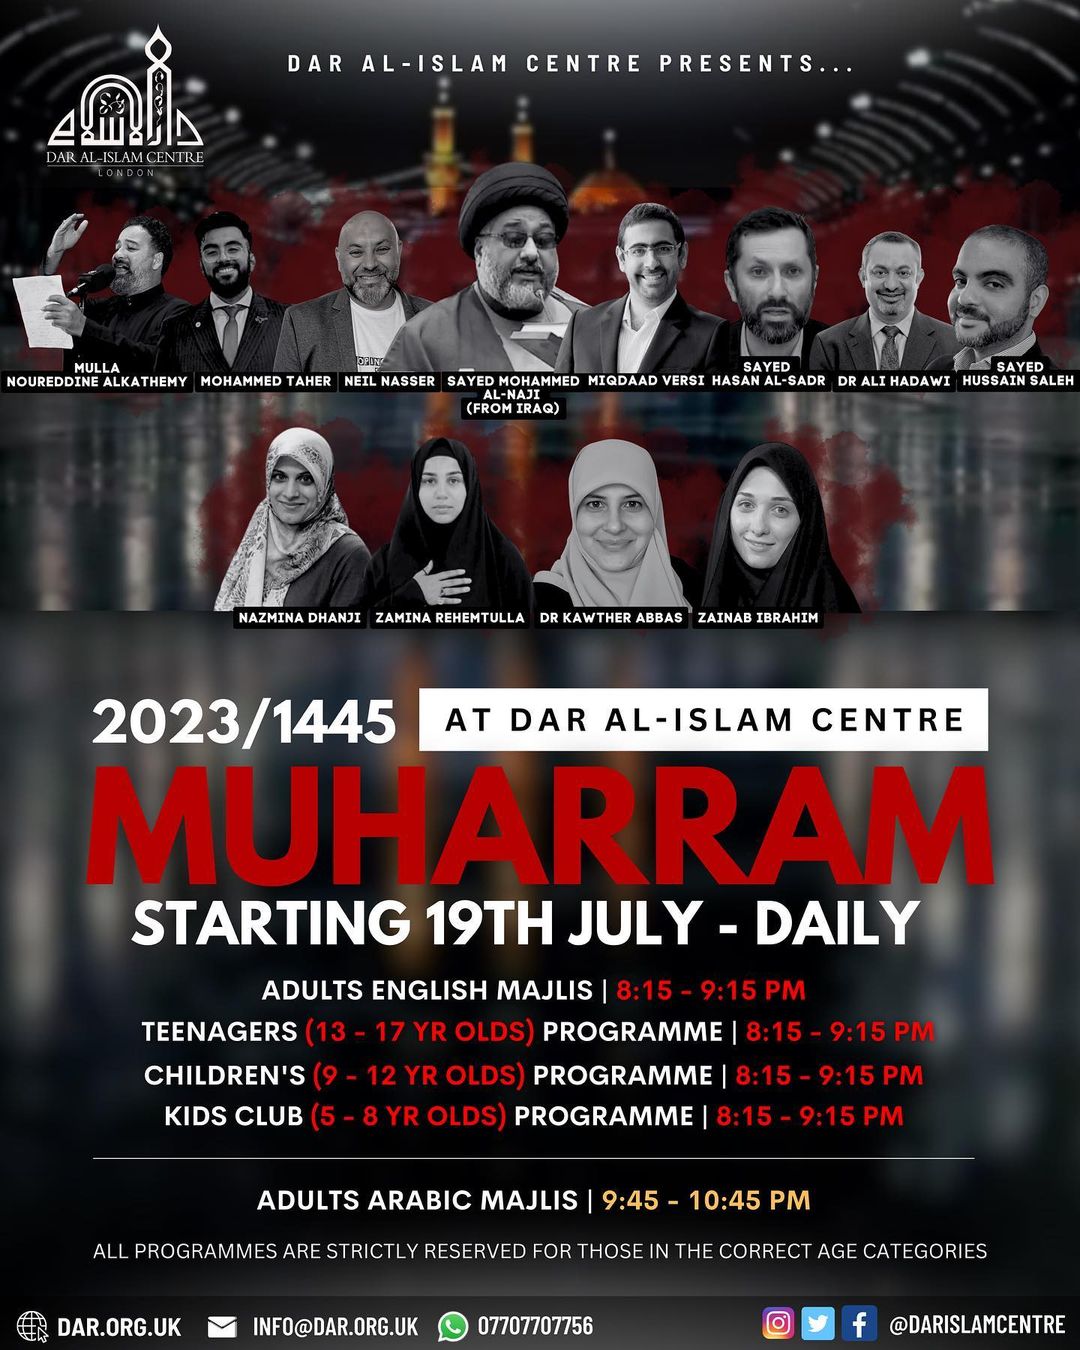 DAR AL-ISLAM CENTRE
LONDON
DAR AL-ISLAM CENTRE PRESENTS...
OPING
MULLA
NOUREDDINE ALKATHEMY
MOHAMMED TAHER
NEIL NASSER
SAYED MOHAMMED
AL-NAJI
(FROM IRAQ)
MIQDAAD VERSI
SAYED
HASAN AL-SADR
DR ALI HADAWI
SAYED
HUSSAIN SALEH
NAZMINA DHANJI
ZAMINA REHEMTULLA
DR KAWTHER ABBAS
ZAINAB IBRAHIM
2023/1445
AT DAR AL-ISLAM CENTRE
MUHARRAM
STARTING 19TH JULY - DAILY
ADULTS ENGLISH MAJLIS | 8:15 - 9:15 PM
TEENAGERS (13 - 17 YR OLDS) PROGRAMME | 8:15 - 9:15 PM
CHILDREN'S (9 - 12 YR OLDS) PROGRAMME | 8:15 - 9:15 PM
KIDS CLUB (5 - 8 YR OLDS) PROGRAMME | 8:15 - 9:15 PM
ADULTS ARABIC MAJLIS | 9:45 - 10:45 PM
ALL PROGRAMMES ARE STRICTLY RESERVED FOR THOSE IN THE CORRECT AGE CATEGORIES
DAR.ORG.UK
INFO@DAR.ORG.UK
07707707756
@DARISLAMCENTRE